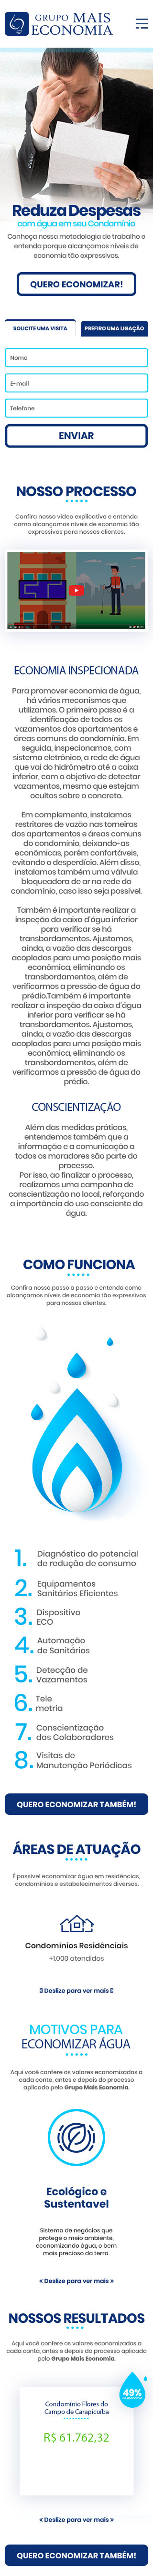 GRUPO MAIS
ECONOMIA
Reduza Despesas
com água em seu Condomínio
Conheça nossa metodologia de trabalho e
entenda porque alcançamos níveis de
economia tão expressivos.
QUERO ECONOMIZAR!
SOLICITE UMA VISITA
PREFIRO UMA LIGAÇÃO
Nome
E-mail
Telefone
ENVIAR
NOSSO PROCESSO
Confira nosso vídeo explicativo e entenda
como alcançamos níveis de economia tão
expressivos para nossos clientes.
ECONOMIA INSPECIONADA
Para promover economia de água,
há vários mecanismos que
utilizamos. O primeiro passo é a
identificação de todos os
vazamentos dos apartamentos e
áreas comuns do condomínio. Em
seguida, inspecionamos, com
sistema eletrônico, a rede de água
que vai do hidrômetro até a caixa
inferior, com o objetivo de detectar
vazamentos, mesmo que estejam
ocultos sobre o concreto.
Em complemento, instalamos
restritores de vazão nas torneiras
dos apartamentos e áreas comuns
do condomínio, deixando-as
econômicas, porém confortáveis,
evitando o desperdício. Além disso,
instalamos também uma válvula
bloqueadora de ar na rede do
condomínio, caso isso seja possível.
Também é importante realizar a
inspeção da caixa d'água inferior
para verificar se há
transbordamentos. Ajustamos,
ainda, a vazão das descargas
acopladas para uma posição mais
econômica, eliminando os
transbordamentos, além de
verificarmos a pressão de água do
prédio.Também é importante
realizar a inspeção da caixa d'água
inferior para verificar se há
transbordamentos. Ajustamos,
ainda, a vazão das descargas
acopladas para uma posição mais
econômica, eliminando os
transbordamentos, além de
verificarmos a pressão de água do
prédio.
CONSCIENTIZAÇÃO
Além das medidas práticas,
entendemos também que a
informação e a comunicação a
todos os moradores são parte do
processo.
Por isso, ao finalizar o processo,
realizamos uma campanha de
conscientização no local, reforçando
a importância do uso consciente da
água.
COMO FUNCIONA
Confira nosso passo a passo e entenda como
alcançamos níveis de economia tão expressivos
para nossos clientes.
1. Diagnóstico do potencial
de redução de consumo
2. Equipamentos
Sanitários Eficientes
3. Dispositivo
ECO
4. Automação
de Sanitários
5. Detecção de
Vazamentos
6. Tele
metria
7. Conscientização
dos Colaboradores
8. Visitas de
Manutenção Periódicas
QUERO ECONOMIZAR TAMBÉM!
ÁREAS DE ATUAÇÃO
É possível economizar água em residências,
condomínios e estabelecimentos diversos.
Condomínios Residênciais
+1.000 atendidos
Deslize para ver mais
MOTIVOS PARA
ECONOMIZAR ÁGUA
Aqui você confere os valores economizados a
cada conta, antes e depois do processo
aplicado pelo Grupo Mais Economia.
Ecológico e
Sustentavel
Sistema de negócios que
protege o meio ambiente,
economizando água, o bem
mais precioso da terra.
« Deslize para ver mais »
NOSSOS RESULTADOS
Aqui você confere os valores economizados a
cada conta, antes e depois do processo aplicado
pelo Grupo Mais Economia.
49%
Condomínio Flores do
Campo de Carapicuíba
R$ 61.762,32
« Deslize para ver mais »
QUERO ECONOMIZAR TAMBÉM!